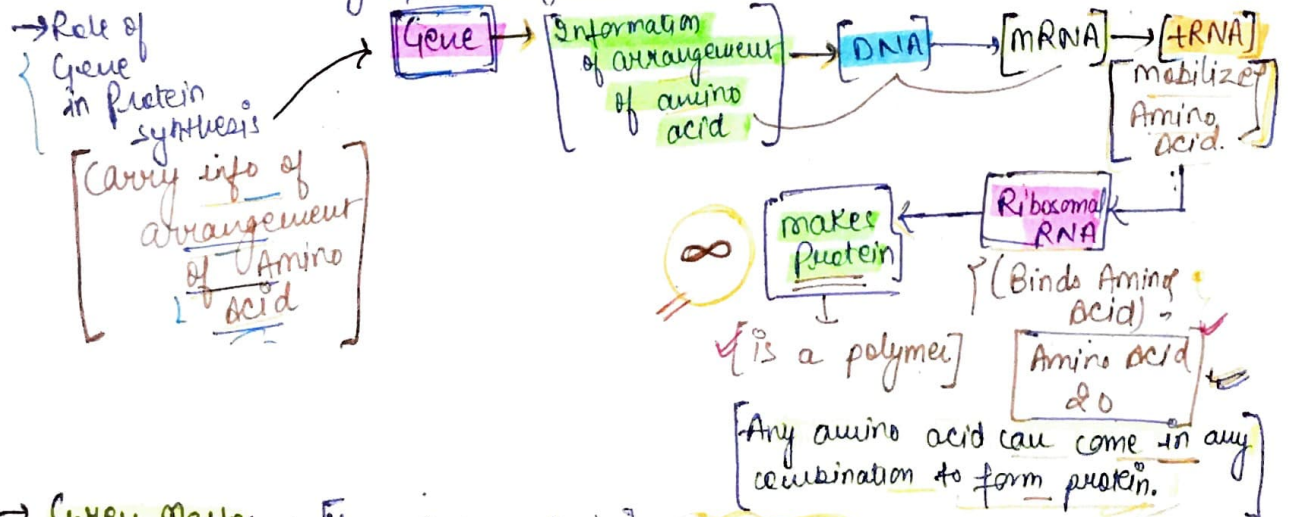 → Role of
Gene
in Protein
synthesis
[Carry info of
arrangement
of Amino
Acid]
[Gene] →
[Information
of arrangement
of amino
acid]
→ [DNA] → [mRNA] → [tRNA]
[mobilizes
Amino
Acid.]
Ribosomal
RNA
{(Binds Amino
Acid)
makes
Protein
∞
✓[is a polymer]
Amino Acid
20
[Any amino acid can come in any
combination to form protein.]